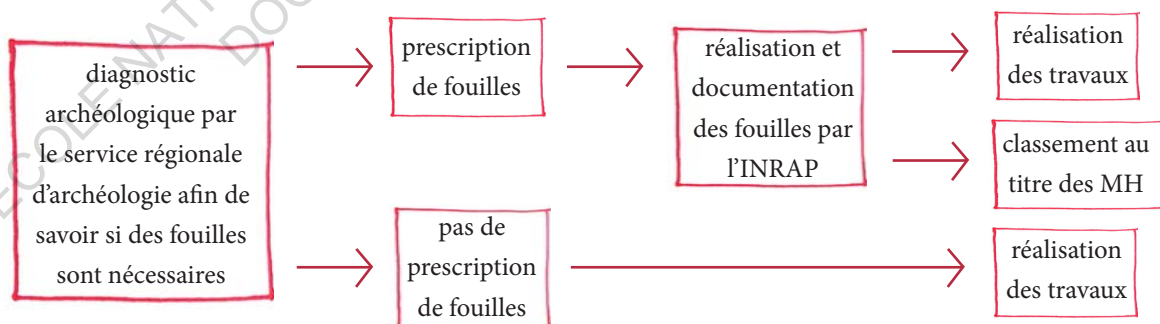 diagnostic
archéologique par
le service régionale
d'archéologie afin de
savoir si des fouilles
sont nécessaires
prescription
de fouilles
réalisation et
documentation
des fouilles par
l'INRAP
réalisation
des travaux
classement au
titre des MH
pas de
prescription
de fouilles
réalisation
des travaux